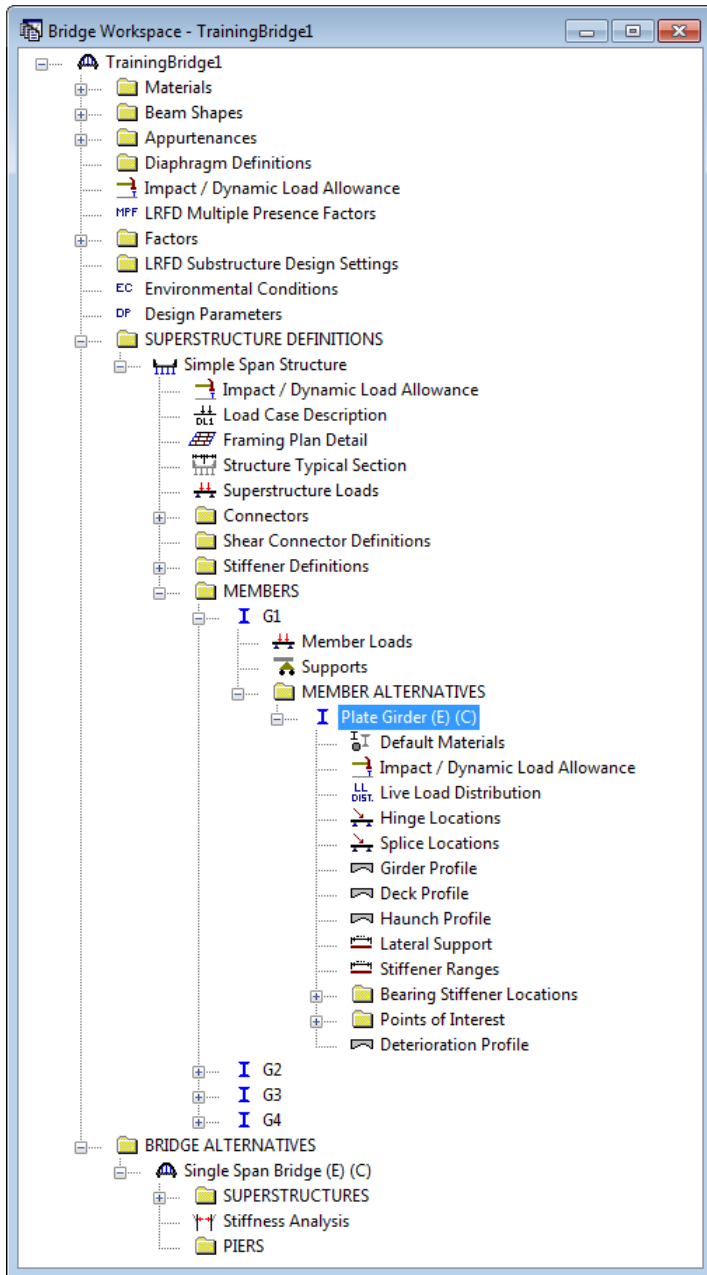 Bridge Workspace - TrainingBridge1
TrainingBridge1
Materials
Beam Shapes
Appurtenances
Diaphragm Definitions
Impact / Dynamic Load Allowance
MPF LRFD Multiple Presence Factors
Factors
LRFD Substructure Design Settings
EC Environmental Conditions
DP Design Parameters
SUPERSTRUCTURE DEFINITIONS
Simple Span Structure
Impact / Dynamic Load Allowance
DL1 Load Case Description
Framing Plan Detail
Structure Typical Section
Superstructure Loads
Connectors
Shear Connector Definitions
Stiffener Definitions
MEMBERS
G1
Member Loads
Supports
MEMBER ALTERNATIVES
Plate Girder (E) (C)
Default Materials
Impact / Dynamic Load Allowance
LL DIST. Live Load Distribution
Hinge Locations
Splice Locations
Girder Profile
Deck Profile
Haunch Profile
Lateral Support
Stiffener Ranges
Bearing Stiffener Locations
Points of Interest
Deterioration Profile
G2
G3
G4
BRIDGE ALTERNATIVES
Single Span Bridge (E) (C)
SUPERSTRUCTURES
Stiffness Analysis
PIERS